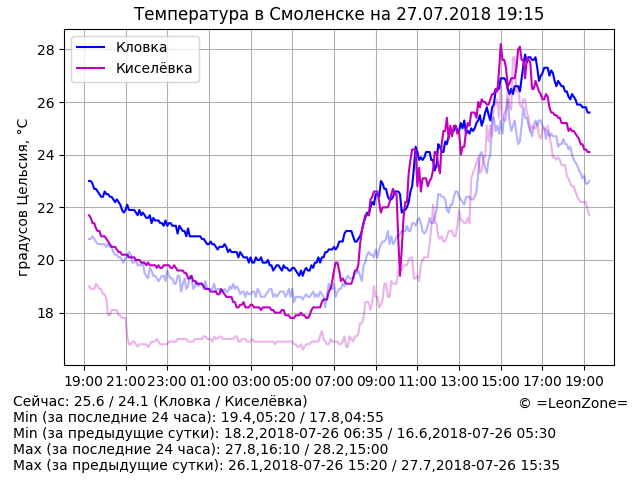 Температура в Смоленске на 27.07.2018 19:15
Кловка
Киселёвка
градусов Цельсия, °C
28
26
24
22
20
18
19:00 21:00 23:00 01:00 03:00 05:00 07:00 09:00 11:00 13:00 15:00 17:00 19:00
© =LeonZone=
Сейчас: 25.6 / 24.1 (Кловка / Киселёвка)
Min (за последние 24 часа): 19.4,05:20 / 17.8,04:55
Min (за предыдущие сутки): 18.2,2018-07-26 06:35 / 16.6,2018-07-26 05:30
Max (за последние 24 часа): 27.8,16:10 / 28.2,15:00
Max (за предыдущие сутки): 26.1,2018-07-26 15:20 / 27.7,2018-07-26 15:35